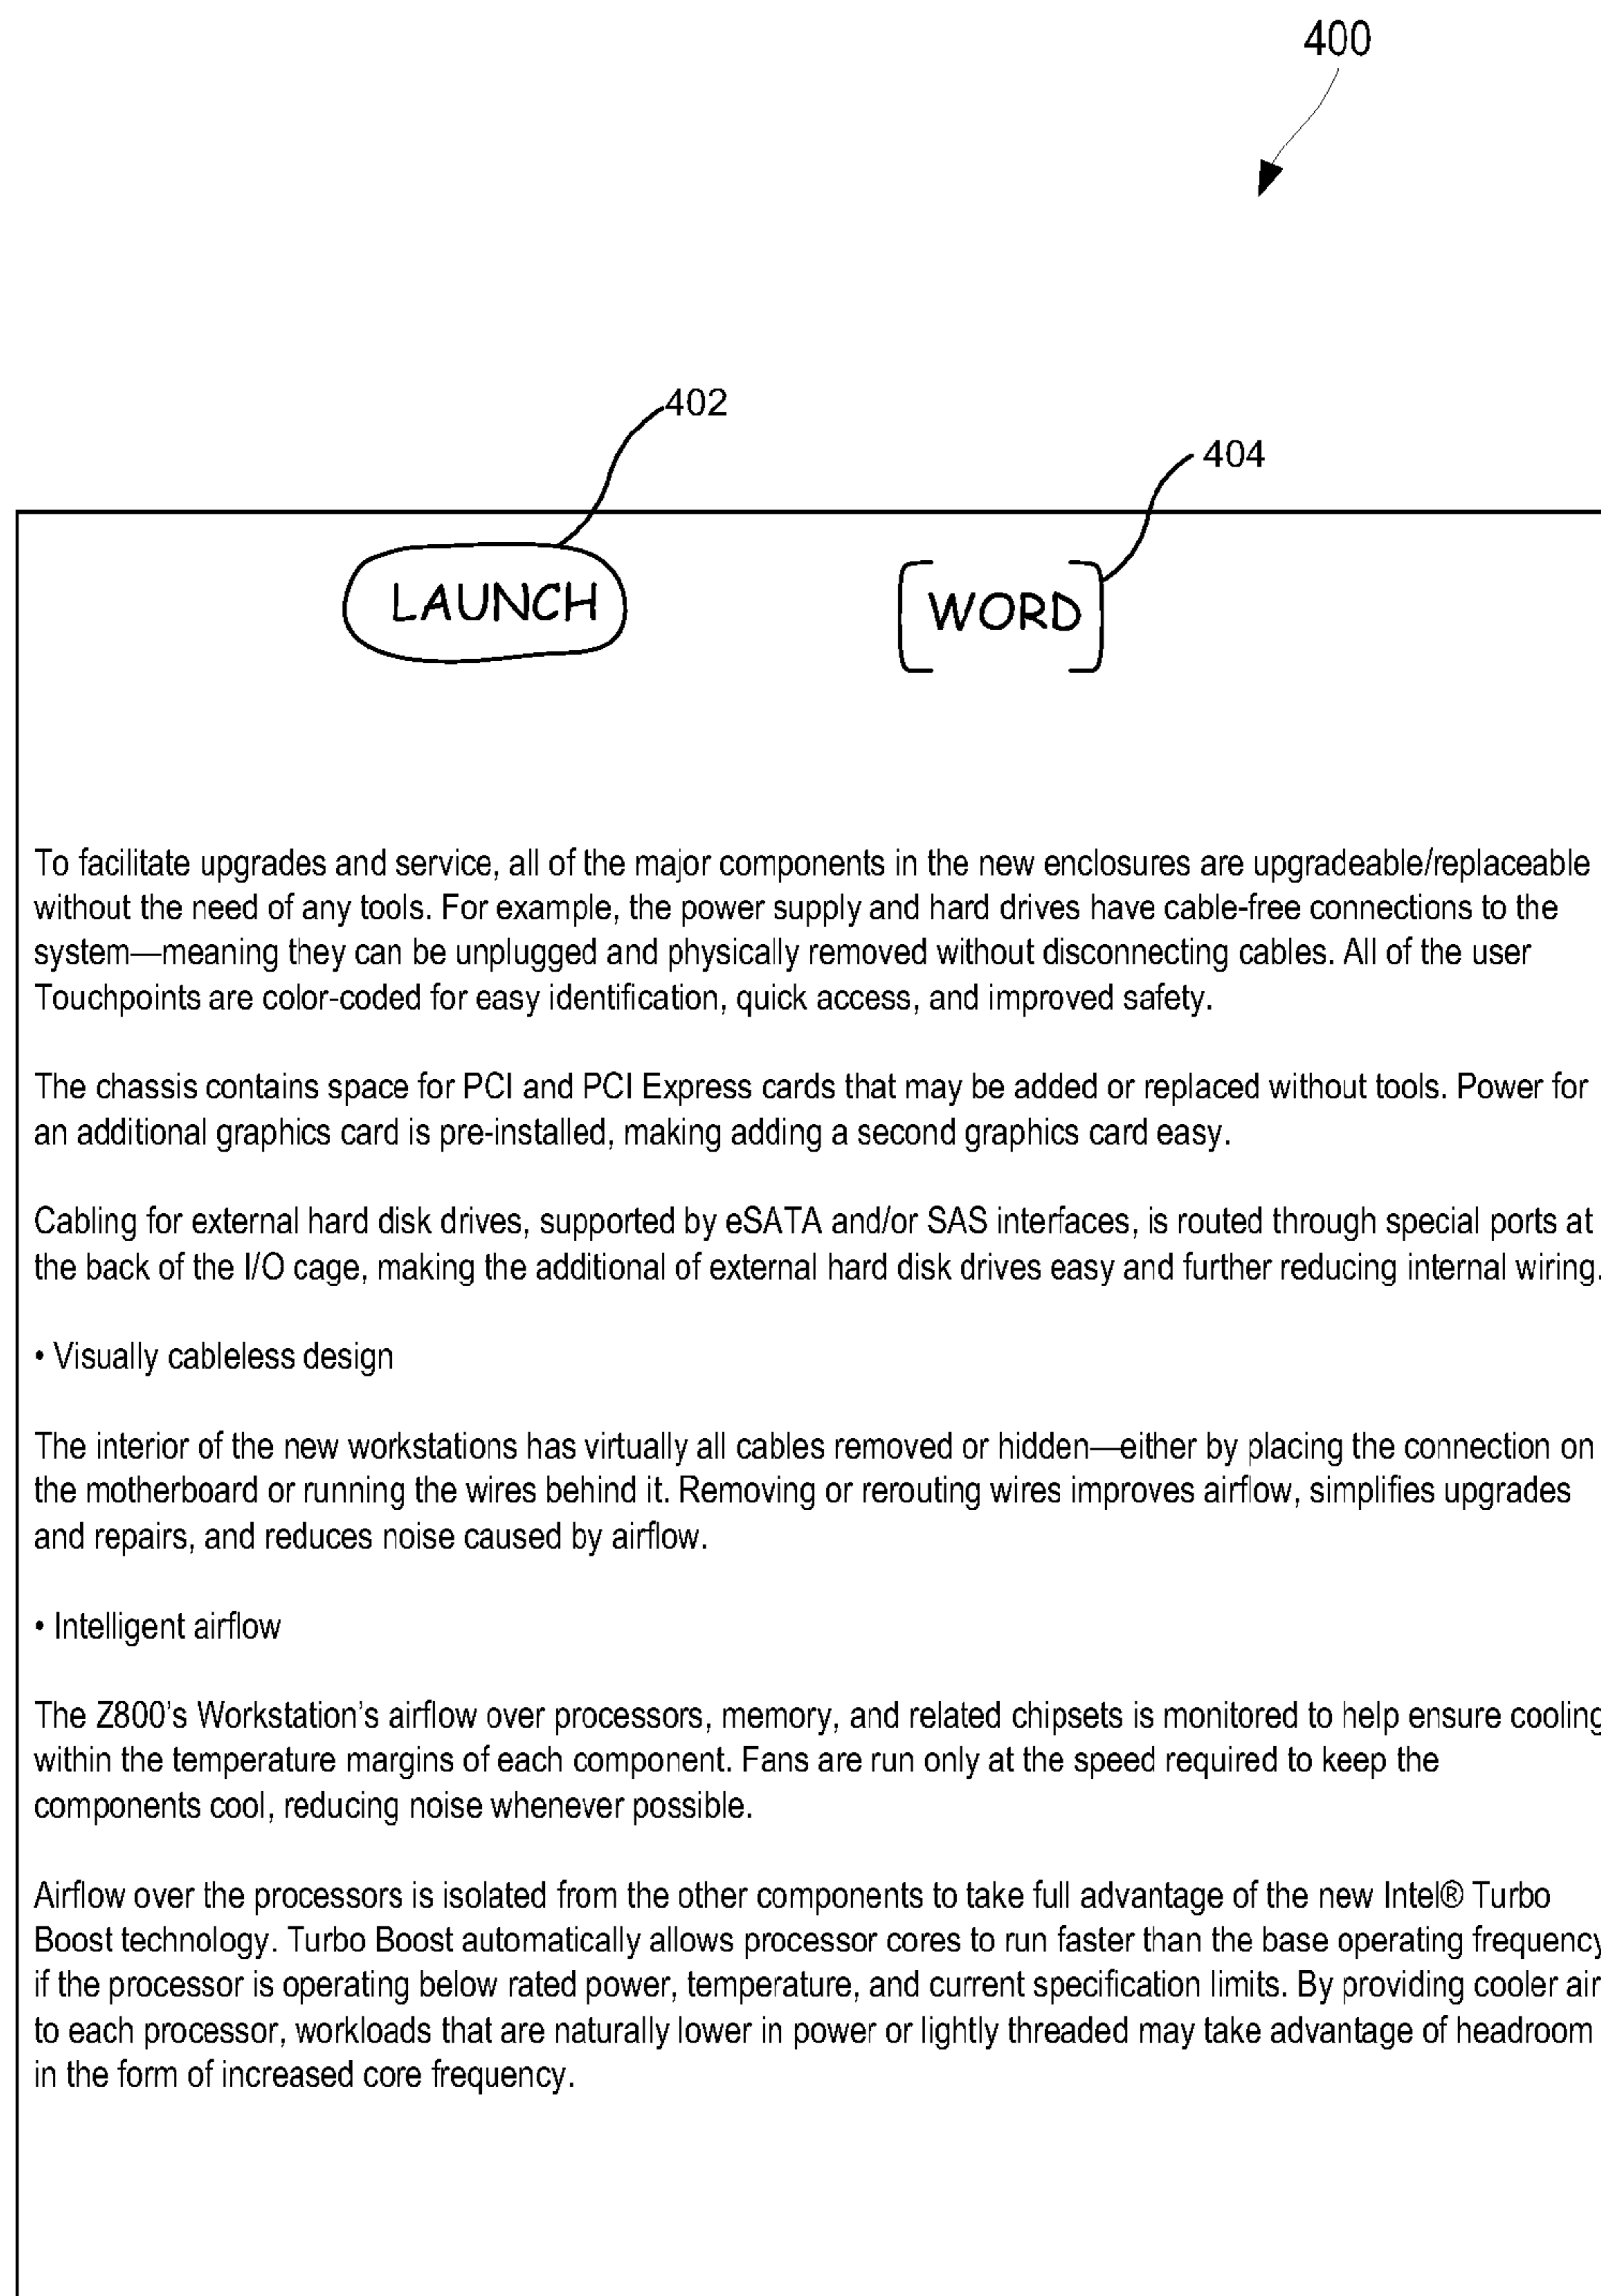 400
402
404
LAUNCH
[WORD]
To facilitate upgrades and service, all of the major components in the new enclosures are upgradeable/replaceable
without the need of any tools. For example, the power supply and hard drives have cable-free connections to the
system—meaning they can be unplugged and physically removed without disconnecting cables. All of the user
Touchpoints are color-coded for easy identification, quick access, and improved safety.
The chassis contains space for PCI and PCI Express cards that may be added or replaced without tools. Power for
an additional graphics card is pre-installed, making adding a second graphics card easy.
Cabling for external hard disk drives, supported by eSATA and/or SAS interfaces, is routed through special ports at
the back of the I/O cage, making the additional of external hard disk drives easy and further reducing internal wiring.
• Visually cableless design
The interior of the new workstations has virtually all cables removed or hidden—either by placing the connection on
the motherboard or running the wires behind it. Removing or rerouting wires improves airflow, simplifies upgrades
and repairs, and reduces noise caused by airflow.
• Intelligent airflow
The Z800's Workstation's airflow over processors, memory, and related chipsets is monitored to help ensure cooling
within the temperature margins of each component. Fans are run only at the speed required to keep the
components cool, reducing noise whenever possible.
Airflow over the processors is isolated from the other components to take full advantage of the new Intel® Turbo
Boost technology. Turbo Boost automatically allows processor cores to run faster than the base operating frequency
if the processor is operating below rated power, temperature, and current specification limits. By providing cooler air
to each processor, workloads that are naturally lower in power or lightly threaded may take advantage of headroom
in the form of increased core frequency.